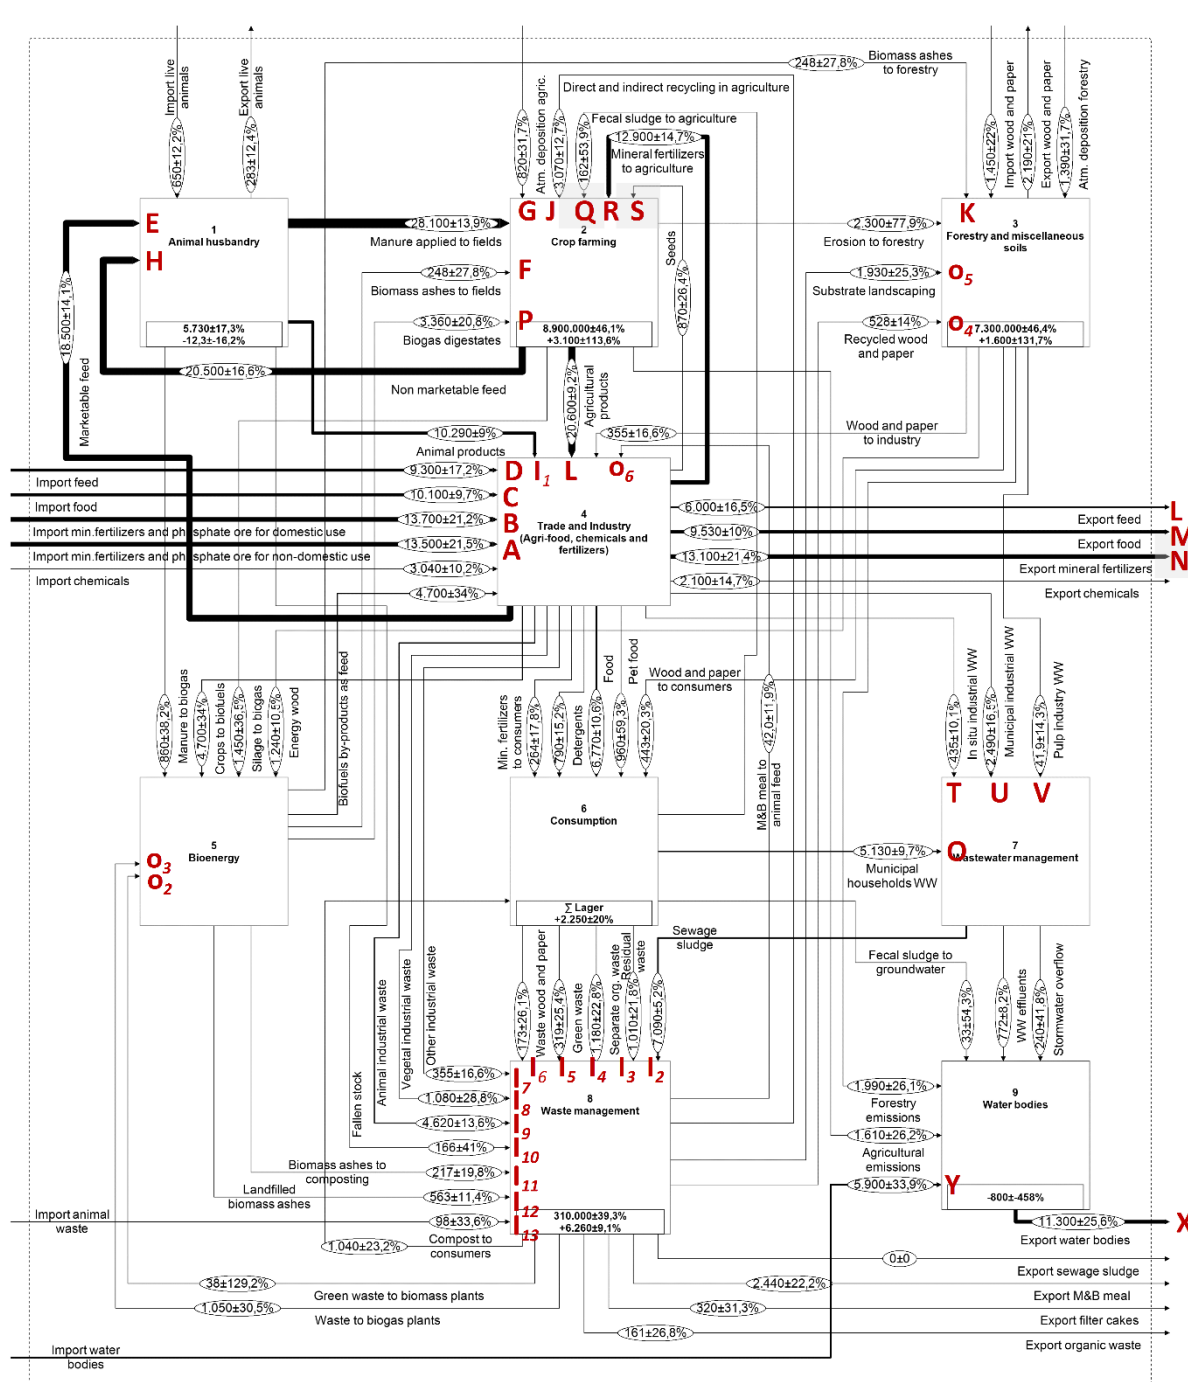 Import live
animals
650±12,2%
Export live
animals
283±12,4%
Atm. deposition agric.
820±31,7%
3.070±12,7%
Direct and indirect recycling in agriculture
Fecal sludge to agriculture
162±53,9%
12.900±14,7%
Mineral fertilizers
to agriculture
248±27,8%
Biomass ashes
to forestry
Import wood and paper
1.450±22%
Export wood and paper
2.190±21%
Atm. deposition forestry
1.390±31,7%
E
H
1
Animal husbandry
5.730±17,3%
-12,3±-16,2%
28.100±13,9%
Manure applied to fields
248±27,8%
Biomass ashes to fields
3.360±20,8%
Biogas digestates
G J Q R S
2
Crop farming
F
P
8.900.000±46,1%
+3.100±113,6%
2.300±77,9%
Erosion to forestry
1.930±25,3%
Substrate landscaping
528±14%
Recycled wood
and paper
K
3
Forestry and miscellaneous
soils
O5
O4
7.300.000±46,4%
+1.600±131,7%
18.500±14,1%
Marketable feed
20.500±16,6%
Non marketable feed
Seeds
870±26,4%
20.600±9,2%
Agricultural
products
10.290±9%
Animal products
355±16,6%
Wood and paper
to industry
9.300±17,2%
Import feed
10.100±9,7%
Import food
13.700±21,2%
Import min.fertilizers and phosphate ore for domestic use
13.500±21,5%
Import min.fertilizers and phosphate ore for non-domestic use
3.040±10,2%
Import chemicals
4.700±34%
D I1 L O6
C
B
A
4
Trade and Industry
(Agri-food, chemicals and
fertilizers)
6.000±16,5%
Export feed
L
9.530±10%
Export food
M
13.100±21,4%
Export mineral fertilizers
N
2.100±14,7%
Export chemicals
860±38,2%
Manure to biogas
4.700±34%
Crops to biofuels
1.450±36,5%
Silage to biogas
1.240±10,5%
Energy wood
Biofuels by-products as feed
Min. fertilizers
to consumers
264±17,8%
790±15,2%
Detergents
6.770±10,6%
Food
960±59,3%
Pet food
Wood and paper
to consumers
443±20,3%
M&B meal to
animal feed
42,0±11,9%
435±10,1%
In situ industrial WW
2.490±16,5%
Municipal industrial WW
41,9±14,3%
Pulp industry WW
5
Bioenergy
O3
O2
6
Consumption
∑ Lager
+2.250±20%
5.130±9,7%
Municipal
households WW
T U V
O
7
Wastewater management
Sewage
sludge
Fecal sludge to
groundwater
Fallen stock
Animal industrial waste
Vegetal industrial waste
Other industrial waste
173±26,1%
Waste wood and paper
319±25,4%
Green waste
1.180±22,8%
Separate org. waste
1.010±21,8%
Residual
waste
7.090±5,2%
33±54,3%
772±8,2%
WW effluents
240±41,8%
Stormwater overflow
355±16,6%
1.080±28,8%
4.620±13,6%
166±41%
Biomass ashes to
composting
217±19,8%
Landfilled
biomass ashes
563±11,4%
Import animal
waste
98±33,6%
I6 I5 I4 I3 I2
I7
I8
I9
I10
I11
I12
I13
8
Waste management
310.000±39,3%
+6.260±9,1%
1.990±26,1%
Forestry
emissions
1.610±26,2%
Agricultural
emissions
5.900±33,9%
9
Water bodies
Y
-800±-458%
11.300±25,6%
Export water bodies
X
1.040±23,2%
Compost to
consumers
38±129,2%
Green waste to biomass plants
1.050±30,5%
Waste to biogas plants
0±0
Export sewage sludge
2.440±22,2%
Export M&B meal
320±31,3%
Export filter cakes
161±26,8%
Export organic waste
Import water
bodies